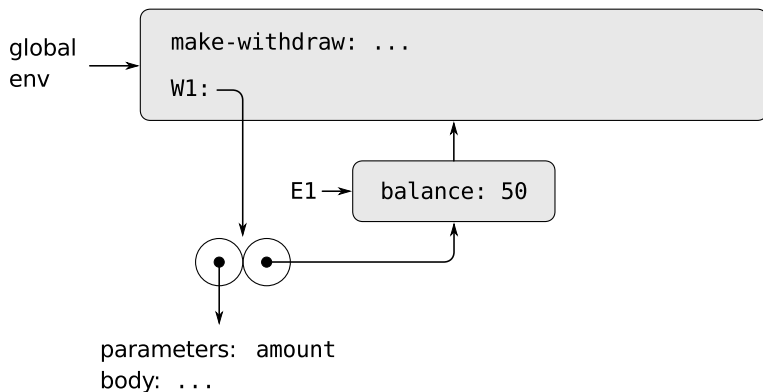 global
env
make-withdraw: ...
W1:
E1
balance: 50
parameters: amount
body: ...